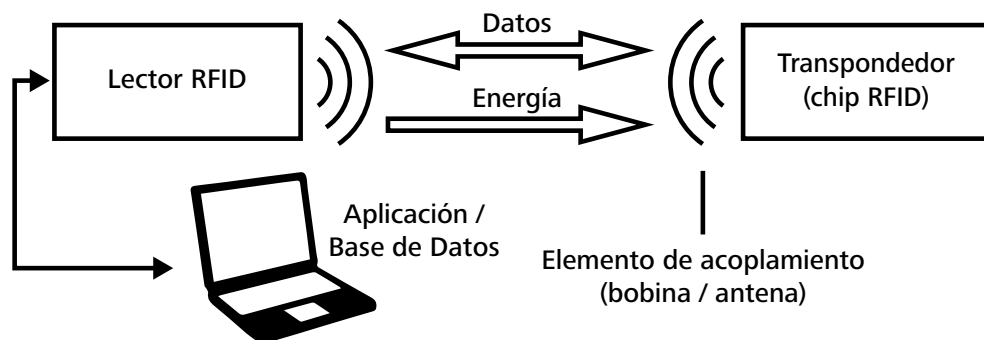 Lector RFID
Datos
Energía
Transpondedor
(chip RFID)
Aplicación /
Base de Datos
Elemento de acoplamiento
(bobina / antena)